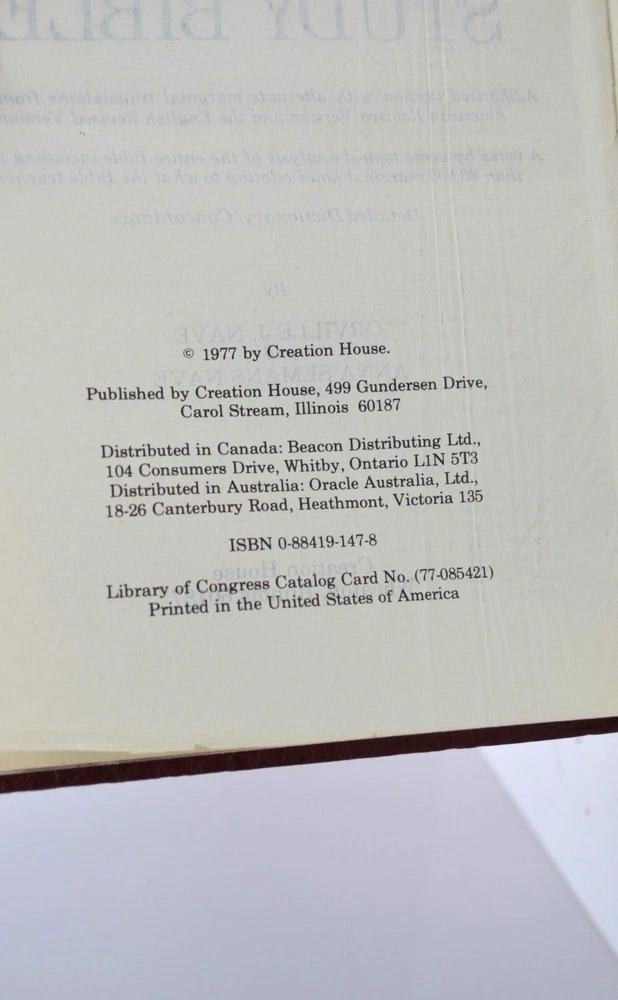 © 1977 by Creation House.
Published by Creation House, 499 Gundersen Drive,
Carol Stream, Illinois 60187
Distributed in Canada: Beacon Distributing Ltd.,
104 Consumers Drive, Whitby, Ontario L1N 5T3
Distributed in Australia: Oracle Australia, Ltd.,
18-26 Canterbury Road, Heathmont, Victoria 135
ISBN 0-88419-147-8
Library of Congress Catalog Card No. (77-085421)
Printed in the United States of America